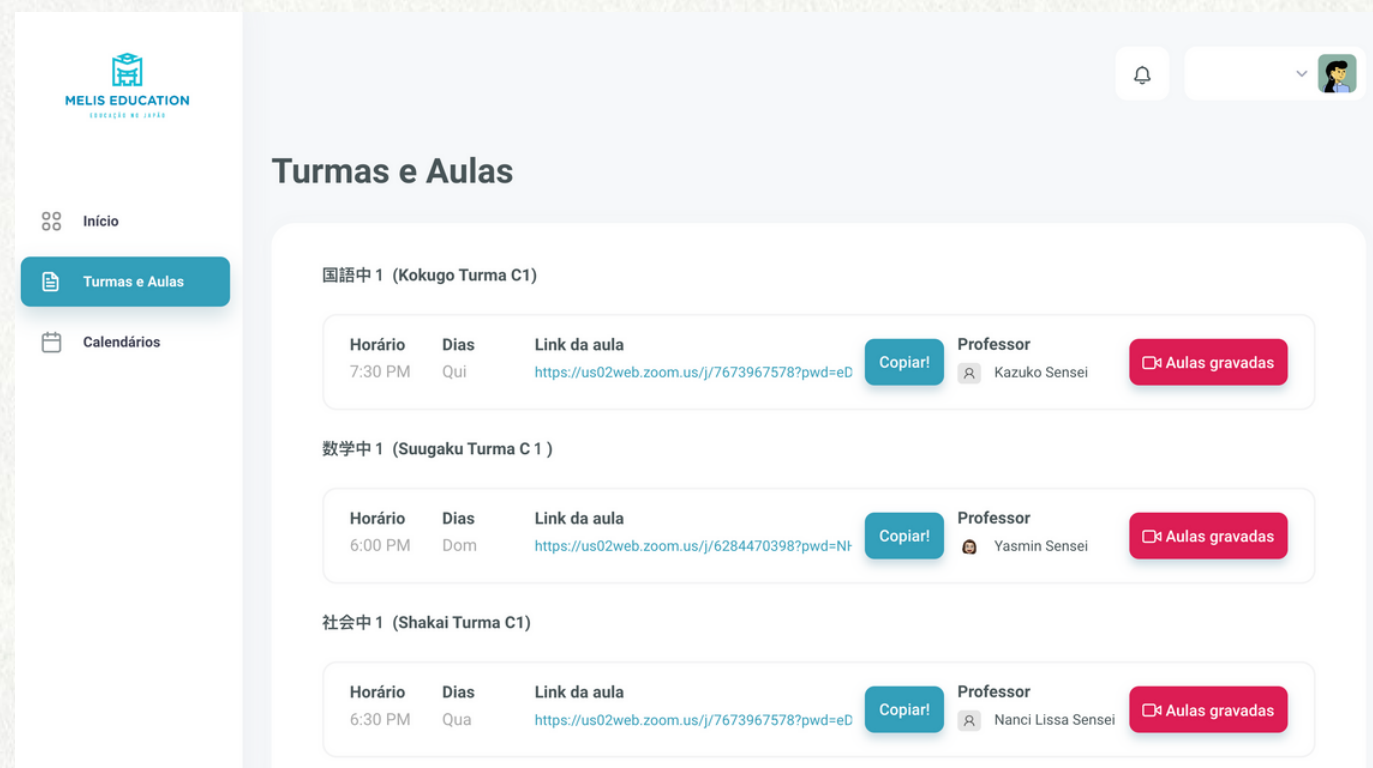 MELIS EDUCATION
EDUCAÇÃO NO JAPÃO
Turmas e Aulas
Início
Turmas e Aulas
Calendários
国語中1 (Kokugo Turma C1)
Horário Dias Link da aula Copiar! Professor Aulas gravadas
7:30 PM Qui https://us02web.zoom.us/j/7673967578?pwd=eD Kazuko Sensei
数学中1 (Suugaku Turma C１)
Horário Dias Link da aula Copiar! Professor Aulas gravadas
6:00 PM Dom https://us02web.zoom.us/j/6284470398?pwd=NH Yasmin Sensei
社会中1 (Shakai Turma C1)
Horário Dias Link da aula Copiar! Professor Aulas gravadas
6:30 PM Qua https://us02web.zoom.us/j/7673967578?pwd=eD Nanci Lissa Sensei